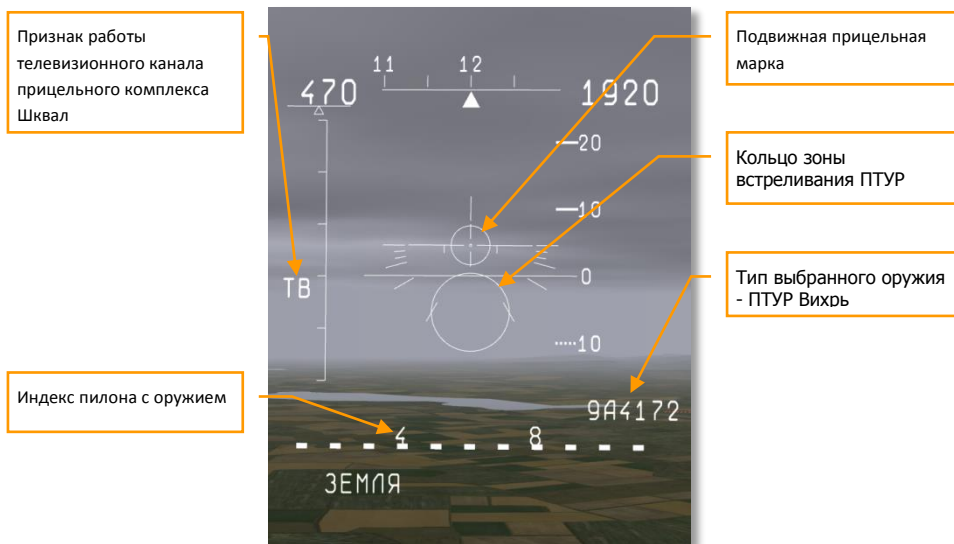 Признак работы
телевизионного канала
прицельного комплекса
Шквал
Подвижная прицельная
марка
Кольцо зоны
встреливания ПТУР
Тип выбранного оружия
- ПТУР Вихрь
Индекс пилона с оружием
11 12
470 1920
20
10
0
ТВ
10
9А4172
4 8
ЗЕМЛЯ